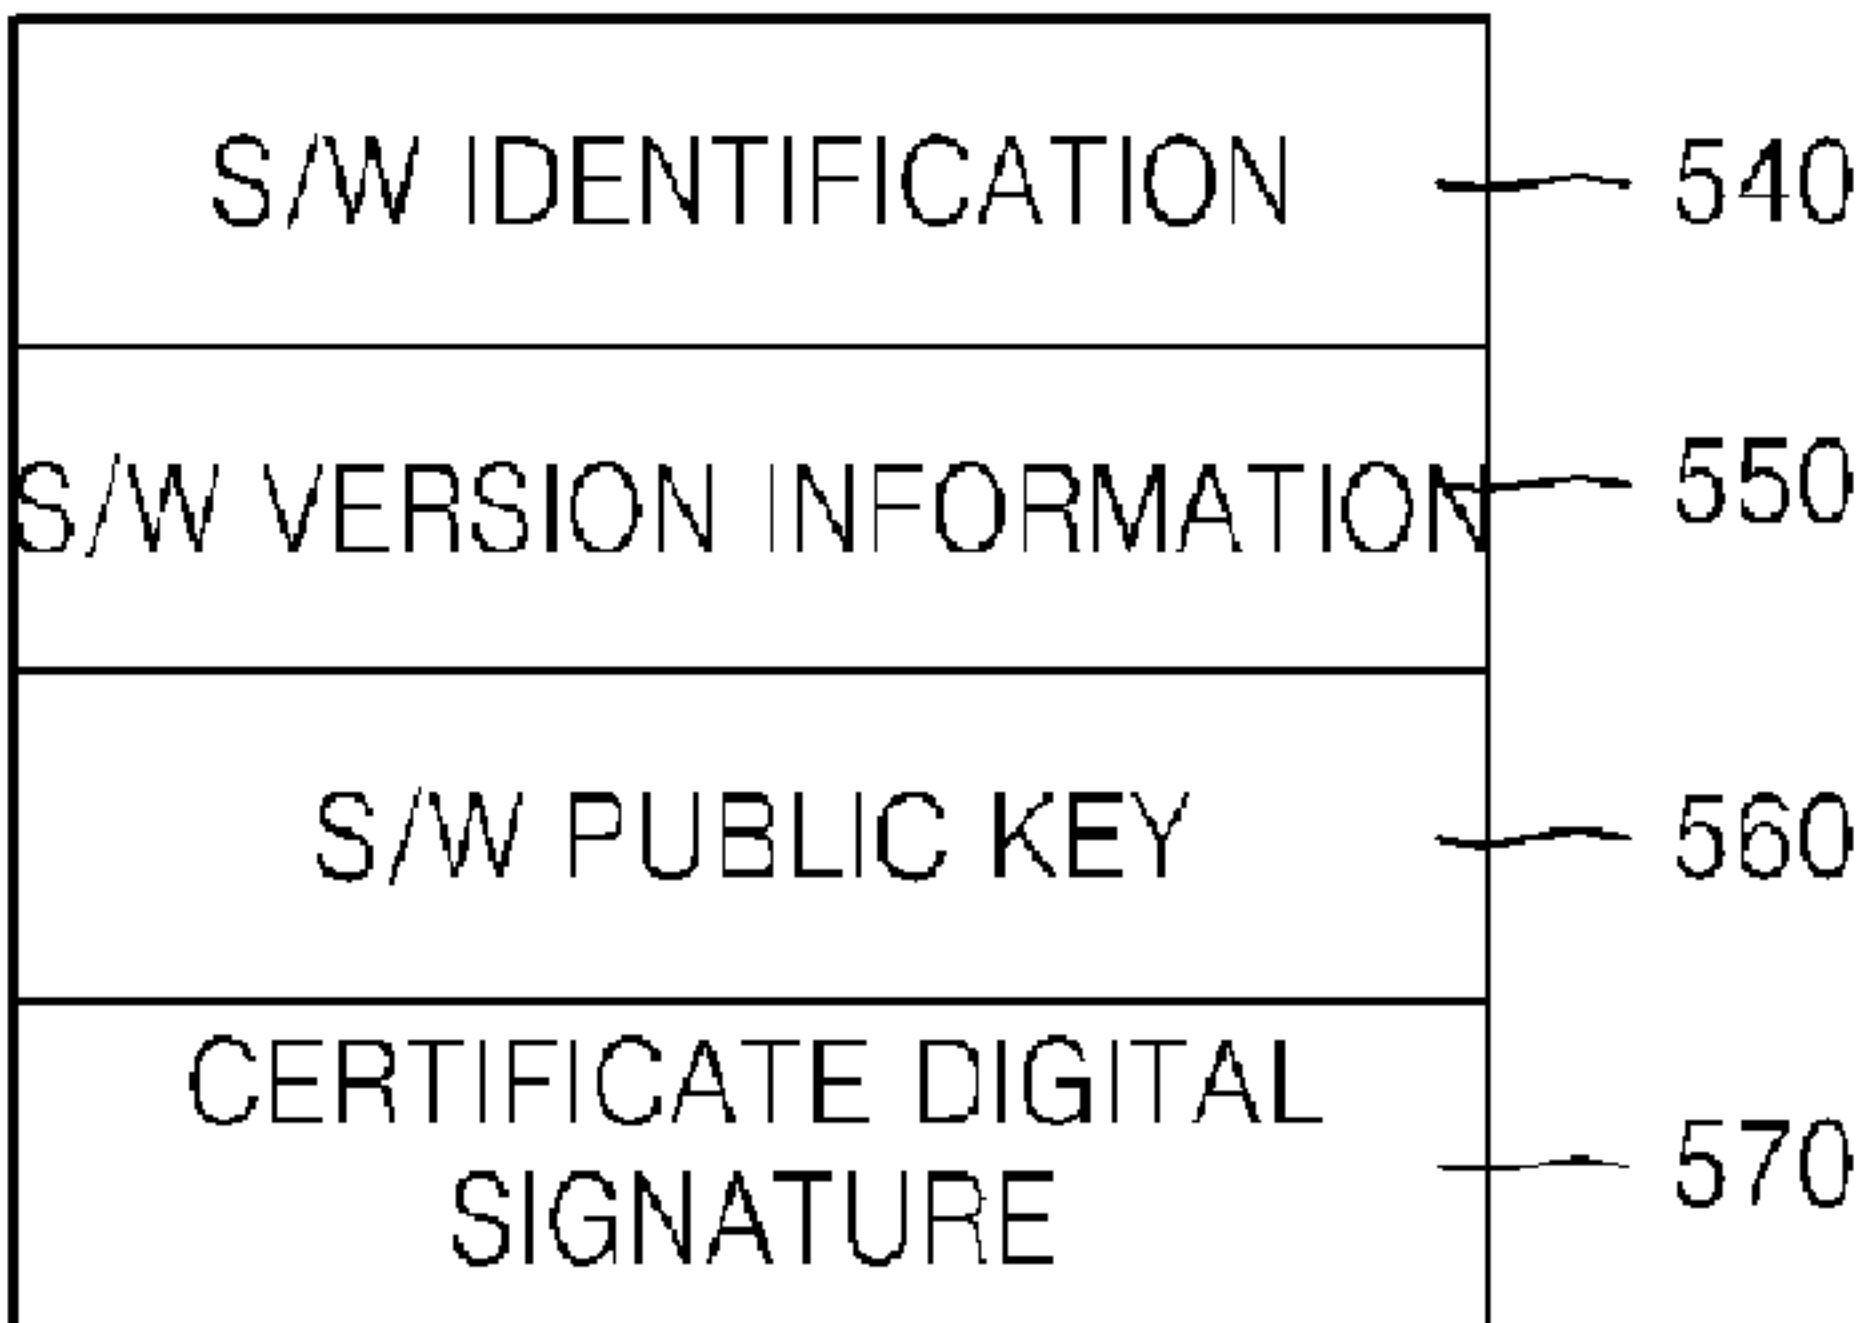 S/W IDENTIFICATION 540
S/W VERSION INFORMATION 550
S/W PUBLIC KEY 560
CERTIFICATE DIGITAL
SIGNATURE 570